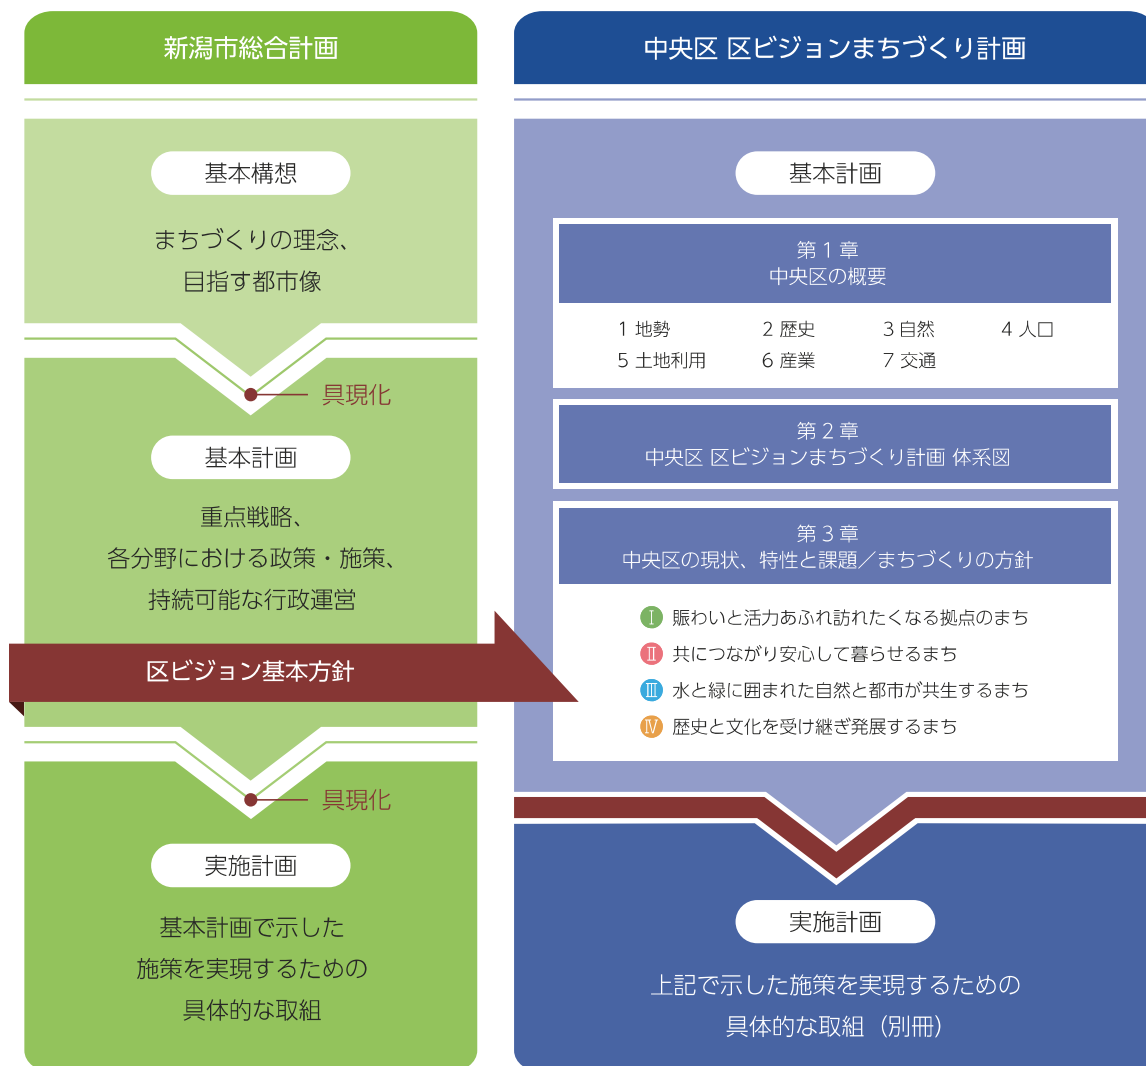 新潟市総合計画
基本構想
まちづくりの理念、
目指す都市像
具現化
基本計画
重点戦略、
各分野における政策・施策、
持続可能な行政運営
区ビジョン基本方針
具現化
実施計画
基本計画で示した
施策を実現するための
具体的な取組
中央区 区ビジョンまちづくり計画
基本計画
第1章
中央区の概要
1 地勢 2 歴史 3 自然 4 人口
5 土地利用 6 産業 7 交通
第2章
中央区 区ビジョンまちづくり計画 体系図
第3章
中央区の現状、特性と課題／まちづくりの方針
Ⅰ 賑わいと活力あふれ訪れたくなる拠点のまち
Ⅱ 共につながり安心して暮らせるまち
Ⅲ 水と緑に囲まれた自然と都市が共生するまち
Ⅳ 歴史と文化を受け継ぎ発展するまち
実施計画
上記で示した施策を実現するための
具体的な取組（別冊）